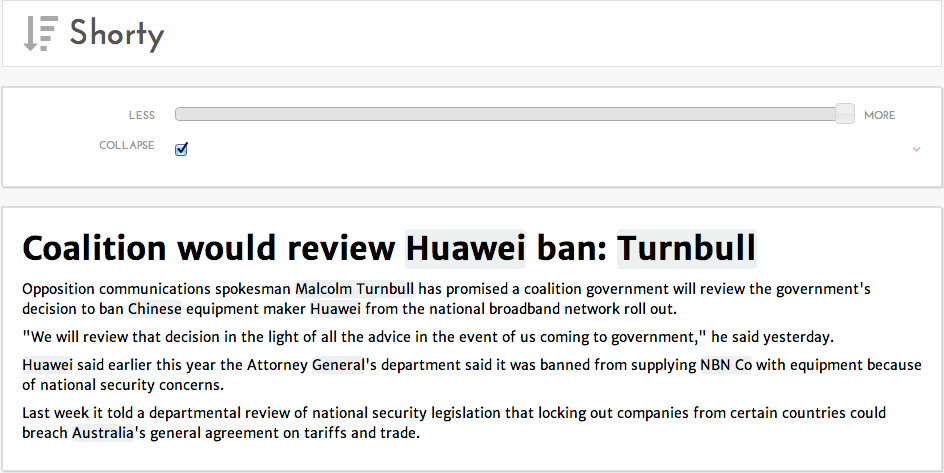 Shorty
LESS
MORE
COLLAPSE
Coalition would review Huawei ban: Turnbull
Opposition communications spokesman Malcolm Turnbull has promised a coalition government will review the government's
decision to ban Chinese equipment maker Huawei from the national broadband network roll out.
"We will review that decision in the light of all the advice in the event of us coming to government," he said yesterday.
Huawei said earlier this year the Attorney General's department said it was banned from supplying NBN Co with equipment because
of national security concerns.
Last week it told a departmental review of national security legislation that locking out companies from certain countries could
breach Australia's general agreement on tariffs and trade.